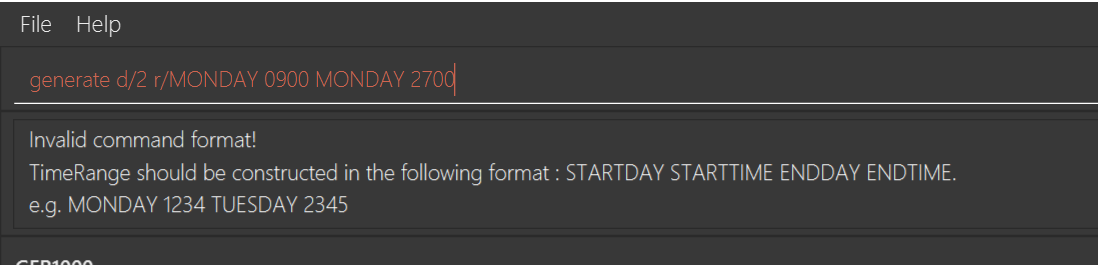 File Help
generate d/2 r/MONDAY 0900 MONDAY 2700
Invalid command format!
TimeRange should be constructed in the following format : STARTDAY STARTTIME ENDDAY ENDTIME.
e.g. MONDAY 1234 TUESDAY 2345